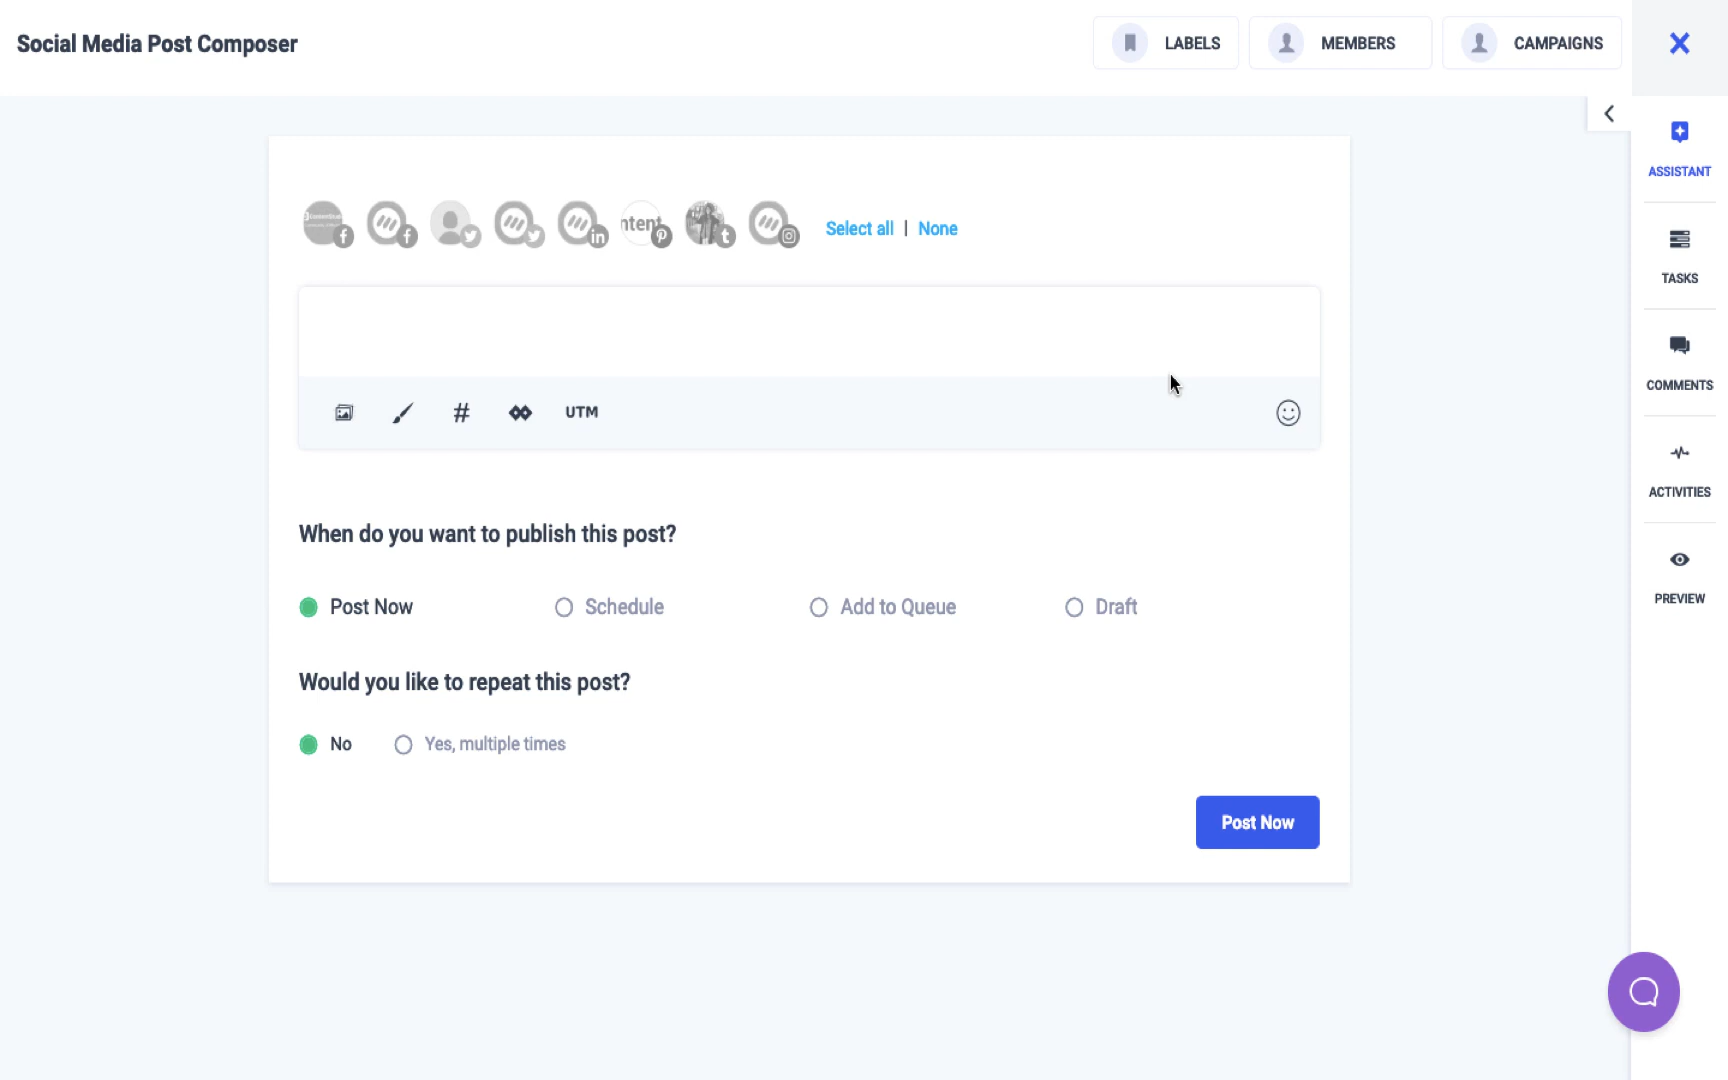 Social Media Post Composer
LABELS
MEMBERS
CAMPAIGNS
ASSISTANT
ntent
Select all | None
TASKS
COMMENTS
# UTM
ACTIVITIES
When do you want to publish this post?
PREVIEW
Post Now
Schedule
Add to Queue
Draft
Would you like to repeat this post?
No
Yes, multiple times
Post Now